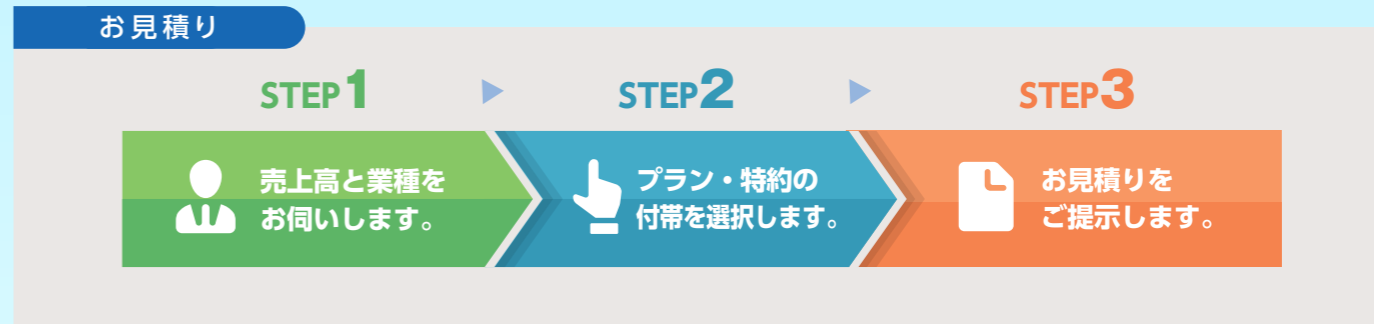 お見積り
STEP1
STEP2
STEP3
売上高と業種を
お伺いします。
プラン・特約の
付帯を選択します。
お見積りを
ご提示します。